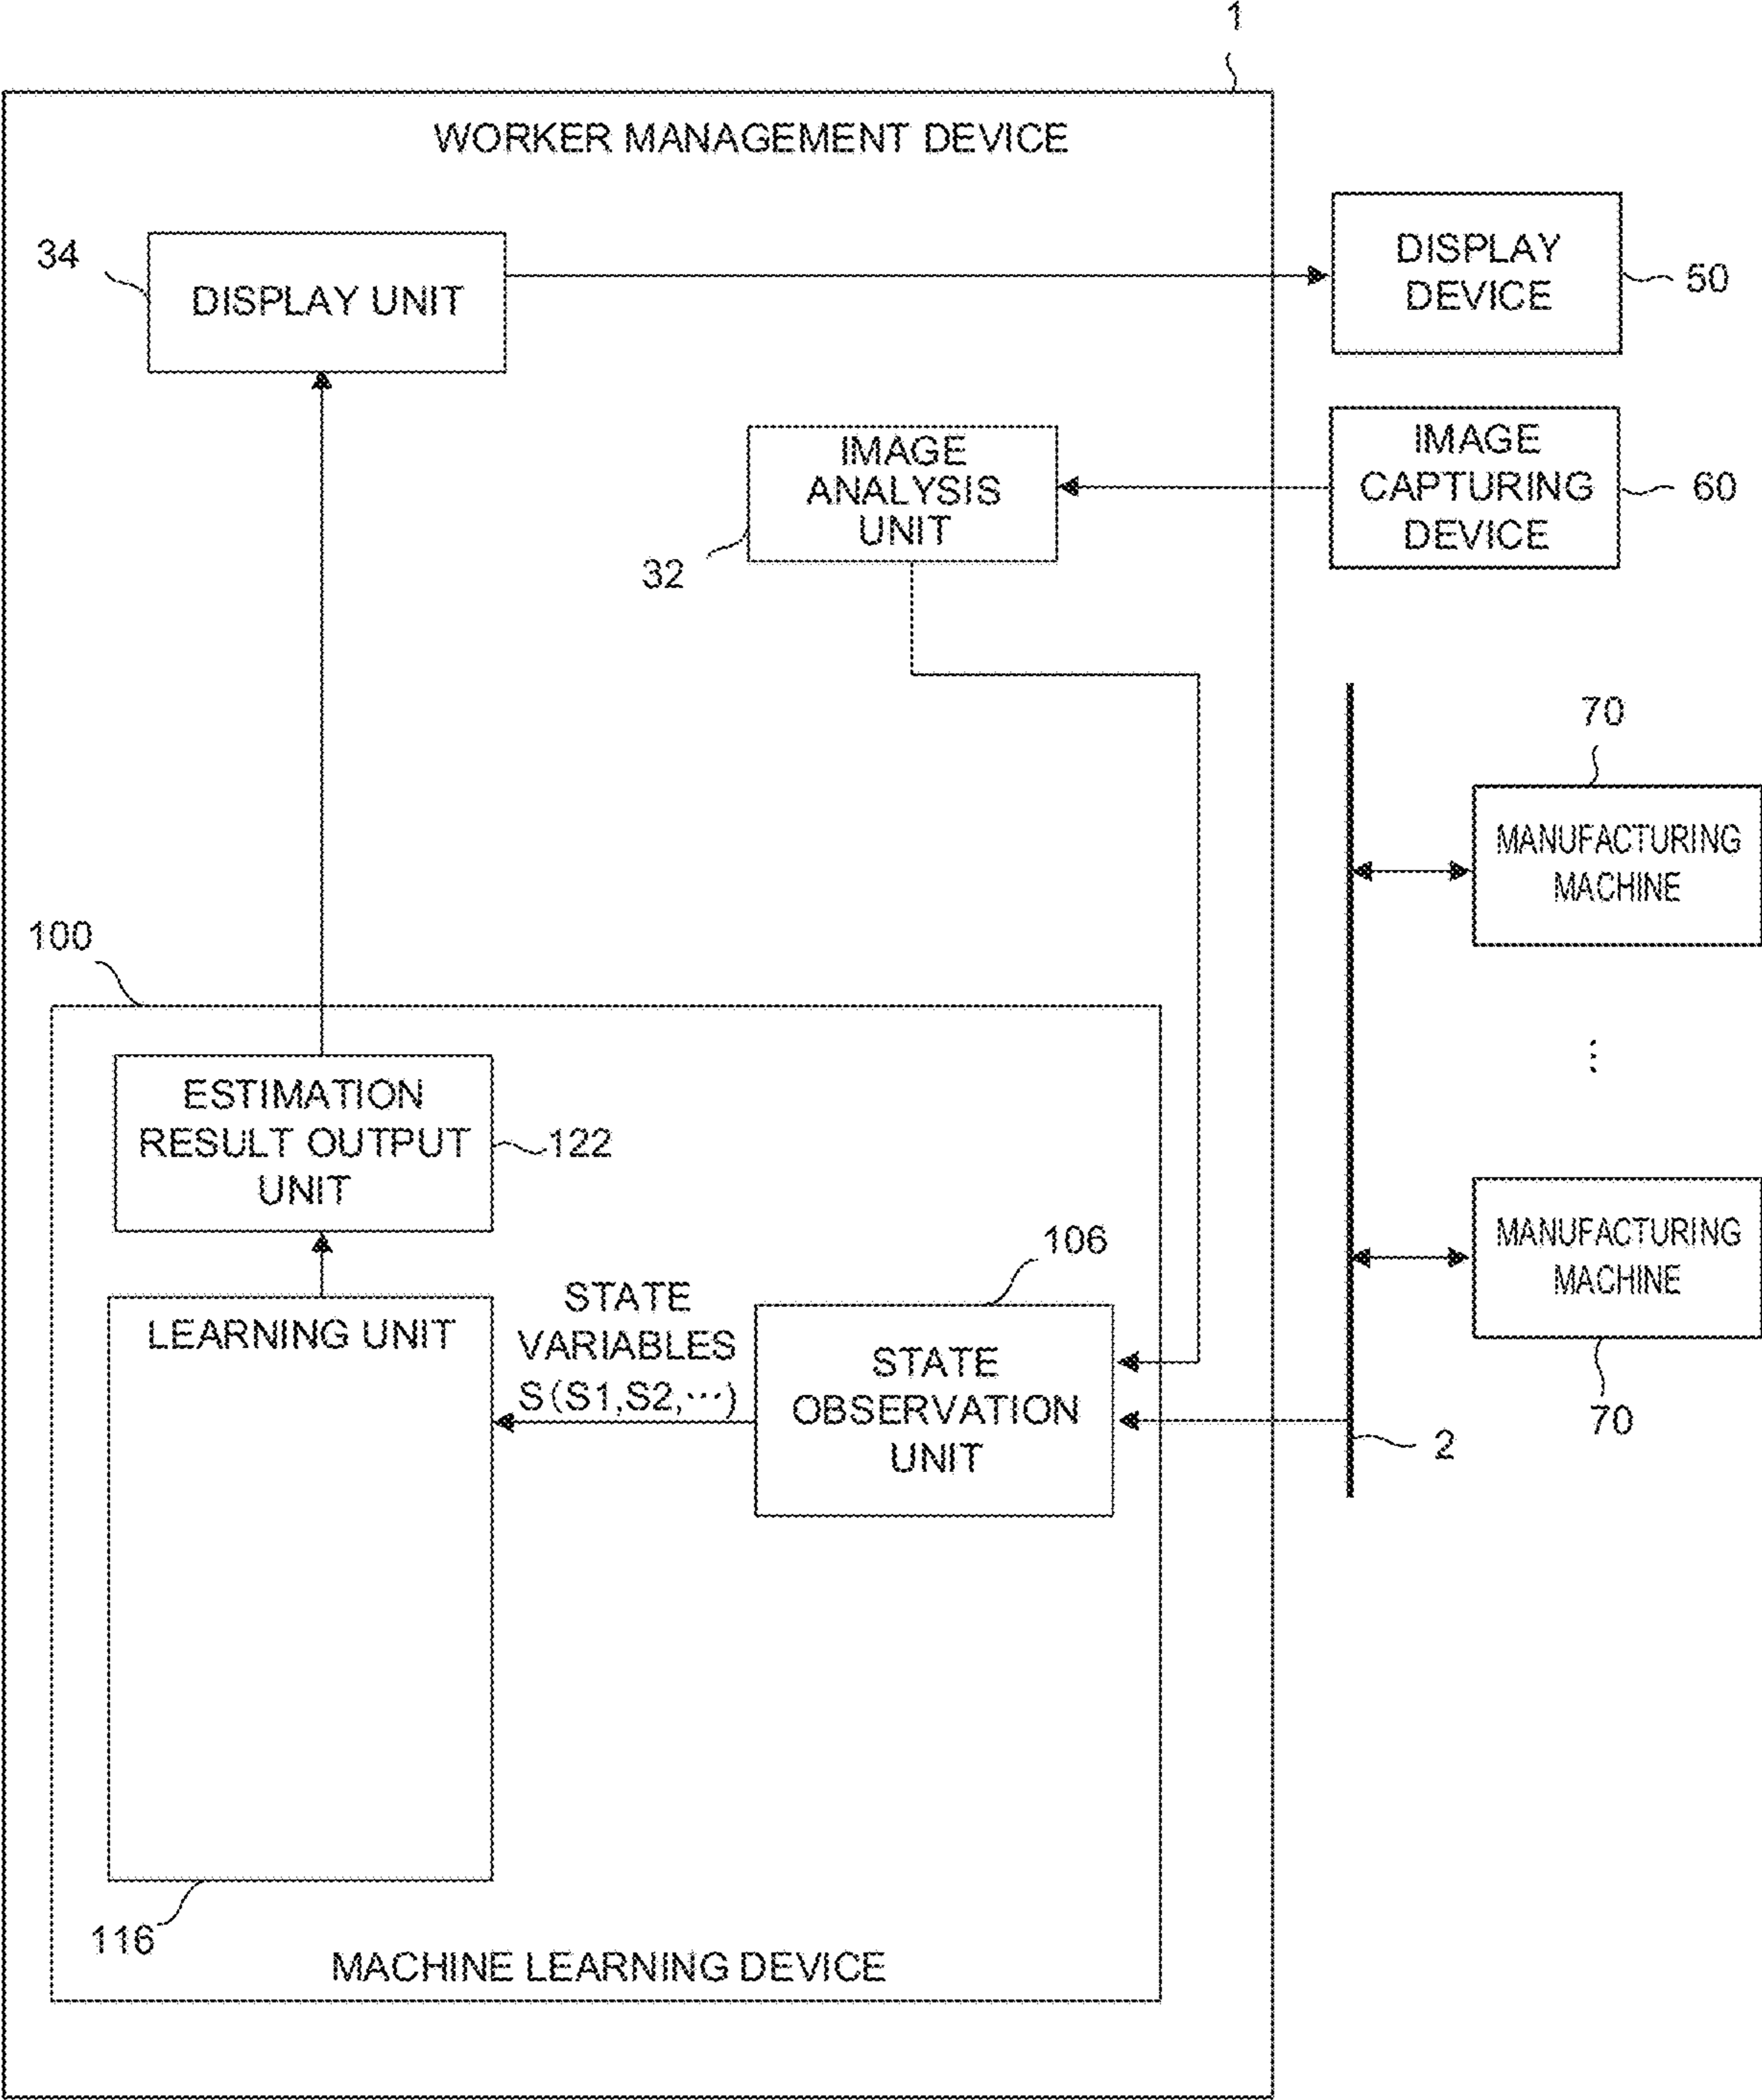 1
WORKER MANAGEMENT DEVICE
34
DISPLAY UNIT
DISPLAY
DEVICE
50
IMAGE
ANALYSIS
UNIT
32
IMAGE
CAPTURING
DEVICE
60
70
MANUFACTURING
MACHINE
⋮
MANUFACTURING
MACHINE
70
2
100
ESTIMATION
RESULT OUTPUT
UNIT
122
106
LEARNING UNIT
STATE
VARIABLES
S(S1,S2,⋯)
STATE
OBSERVATION
UNIT
116
MACHINE LEARNING DEVICE